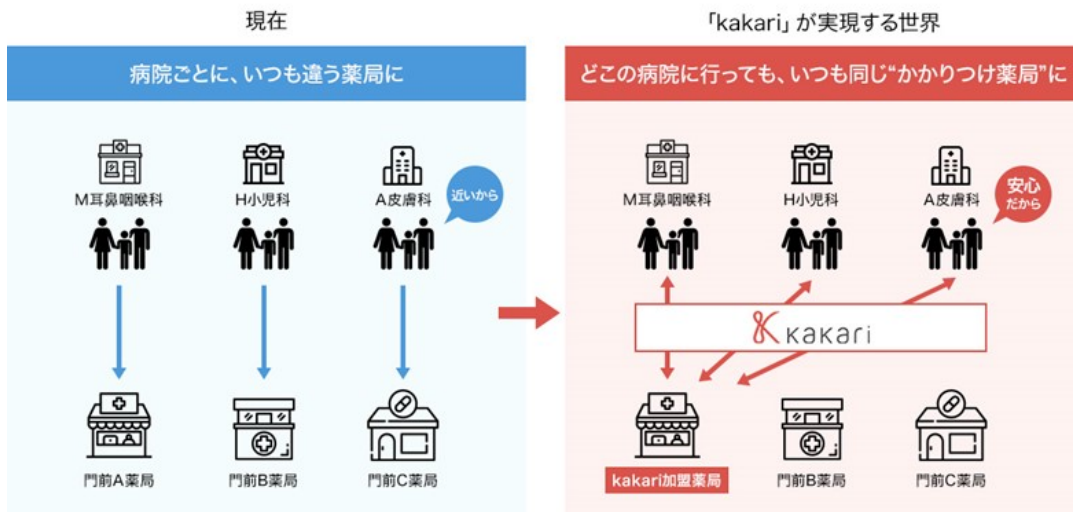 現在
病院ごとに、いつも違う薬局に
M耳鼻咽喉科
H小児科
A皮膚科
近いから
門前A薬局
門前B薬局
門前C薬局
「kakari」が実現する世界
どこの病院に行っても、いつも同じ“かかりつけ薬局”に
M耳鼻咽喉科
H小児科
A皮膚科
安心
だから
kakari
kakari加盟薬局
門前B薬局
門前C薬局